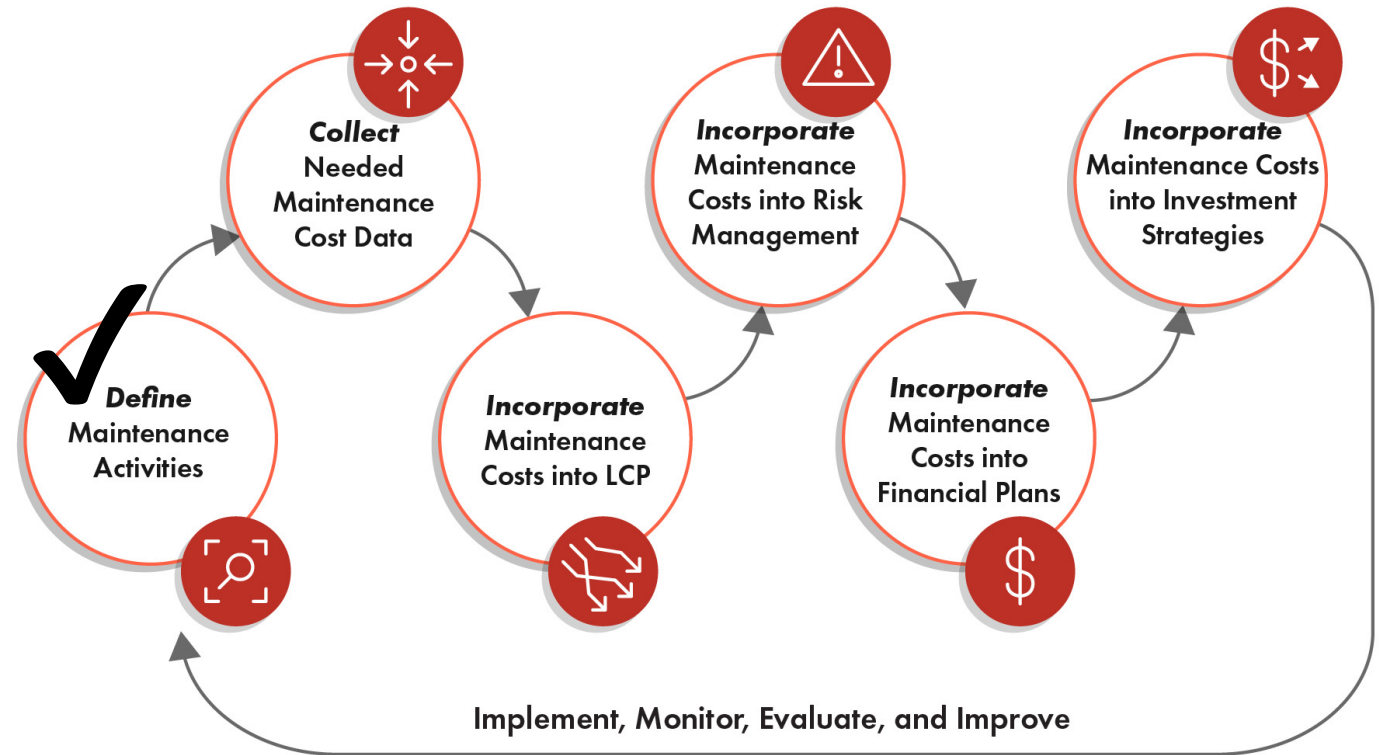 Define
Maintenance
Activities
Collect
Needed
Maintenance
Cost Data
Incorporate
Maintenance
Costs into LCP
Incorporate
Maintenance
Costs into Risk
Management
Incorporate
Maintenance
Costs into
Financial Plans
Incorporate
Maintenance Costs
into Investment
Strategies
Implement, Monitor, Evaluate, and Improve